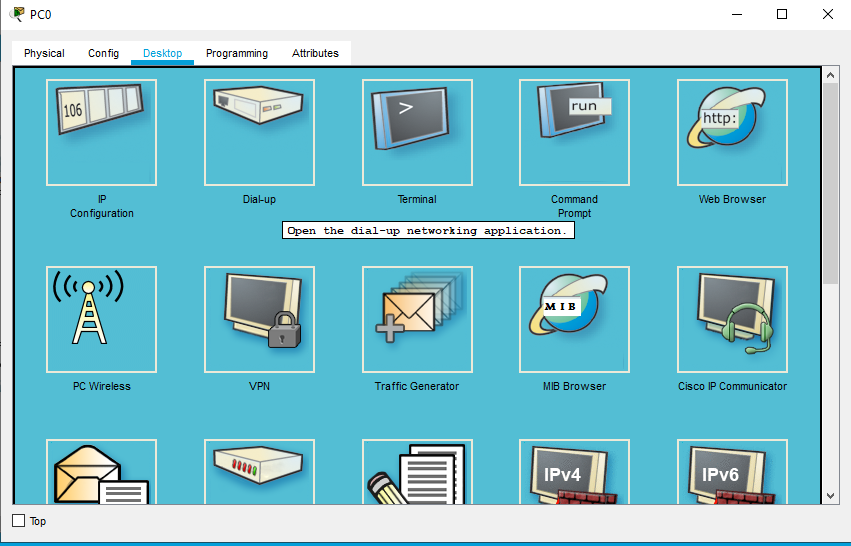 PC0
Physical Config Desktop Programming Attributes
106
>
run
http:
IP
Configuration
Dial-up
Terminal
Command
Prompt
Web Browser
Open the dial-up networking application.
MIB
PC Wireless
VPN
Traffic Generator
MIB Browser
Cisco IP Communicator
IPv4
IPv6
Top